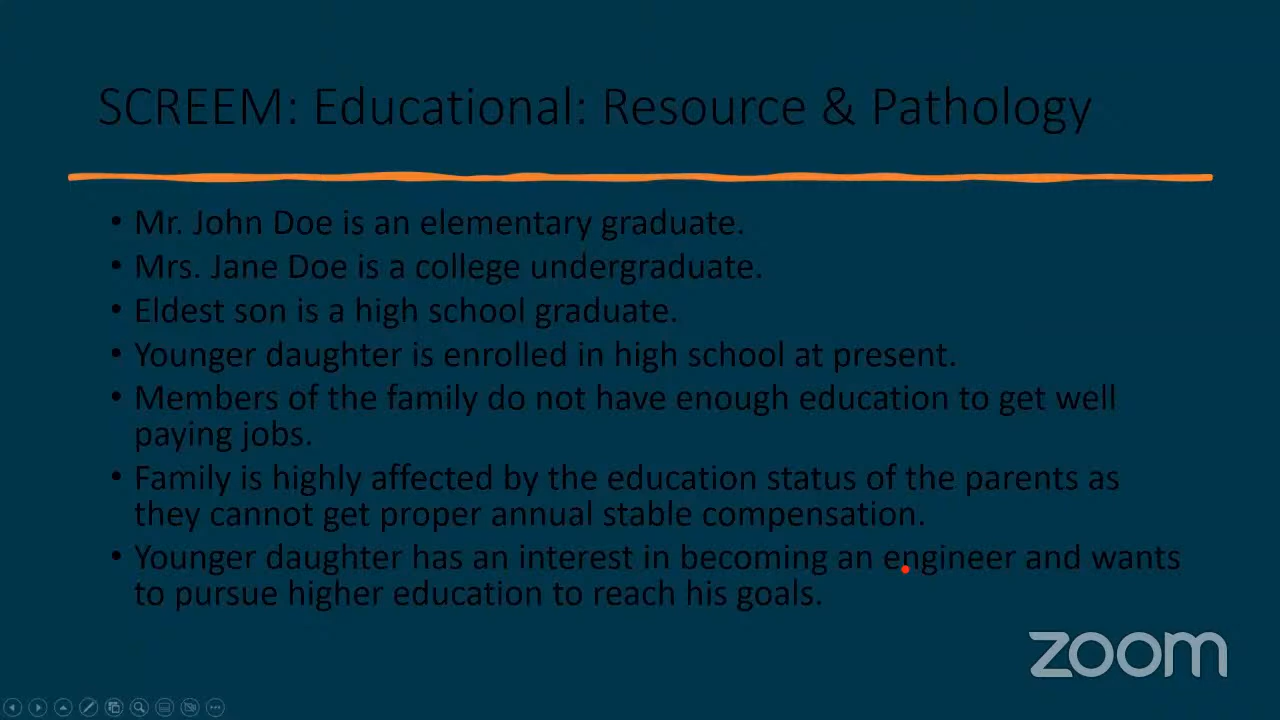 SCREEM: Educational: Resource & Pathology
• Mr. John Doe is an elementary graduate.
• Mrs. Jane Doe is a college undergraduate.
• Eldest son is a high school graduate.
• Younger daughter is enrolled in high school at present.
• Members of the family do not have enough education to get well
paying jobs.
• Family is highly affected by the education status of the parents as
they cannot get proper annual stable compensation.
• Younger daughter has an interest in becoming an engineer and wants
to pursue higher education to reach his goals.
zoom